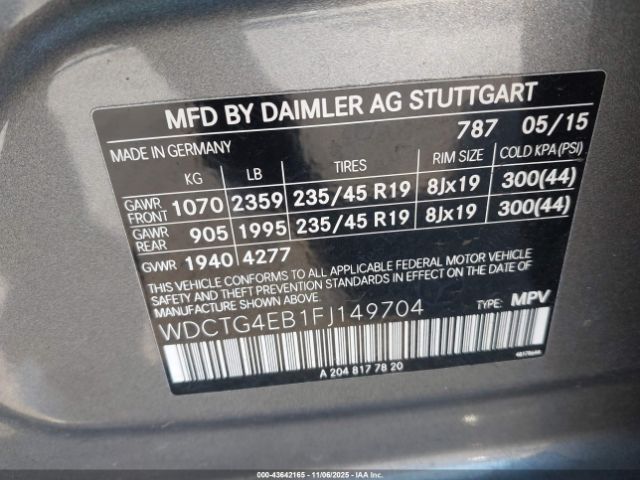 MFD BY DAIMLER AG STUTTGART
787 05/15
MADE IN GERMANY
KG LB TIRES RIM SIZE COLD KPA(PSI)
GAWR FRONT 1070 2359 235/45 R19 8Jx19 300(44)
GAWR REAR 905 1995 235/45 R19 8Jx19 300(44)
GVWR 1940 4277
THIS VEHICLE CONFORMS TO ALL APPLICABLE FEDERAL MOTOR VEHICLE
SAFETY AND THEFT PREVENTION STANDARDS IN EFFECT ON THE DATE OF
MANUFACTURE SHOWN ABOVE.
WDCTG4EB1FJ149704 TYPE: MPV
A 204 817 78 20
000-43642165 - 11/06/2025 - IAAI.COM